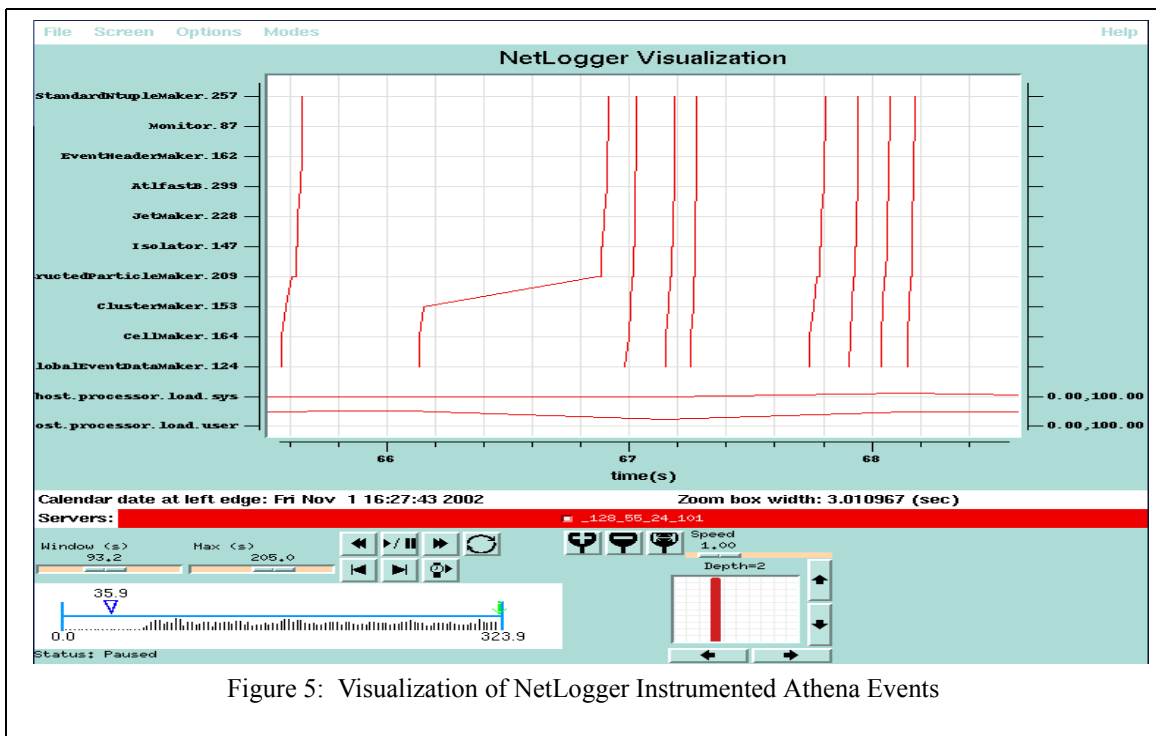 File Screen Options Modes Help
NetLogger Visualization
StandardNtupleMaker.257
Monitor.87
EventHeaderMaker.162
AtlfastB.299
JetMaker.228
Isolator.147
ructedParticleMaker.209
ClusterMaker.153
CellMaker.164
lobalEventDataMaker.124
host.processor.load.sys 0.00,100.00
ost.processor.load.user 0.00,100.00
66 67 68
time(s)
Calendar date at left edge: Fri Nov 1 16:27:43 2002 Zoom box width: 3.010967 (sec)
Servers: _128_55_24_101
Window (s) Max (s) Speed
93.2 205.0 1.00
Depth=2
35.9
0.0 323.9
Status: Paused
Figure 5: Visualization of NetLogger Instrumented Athena Events